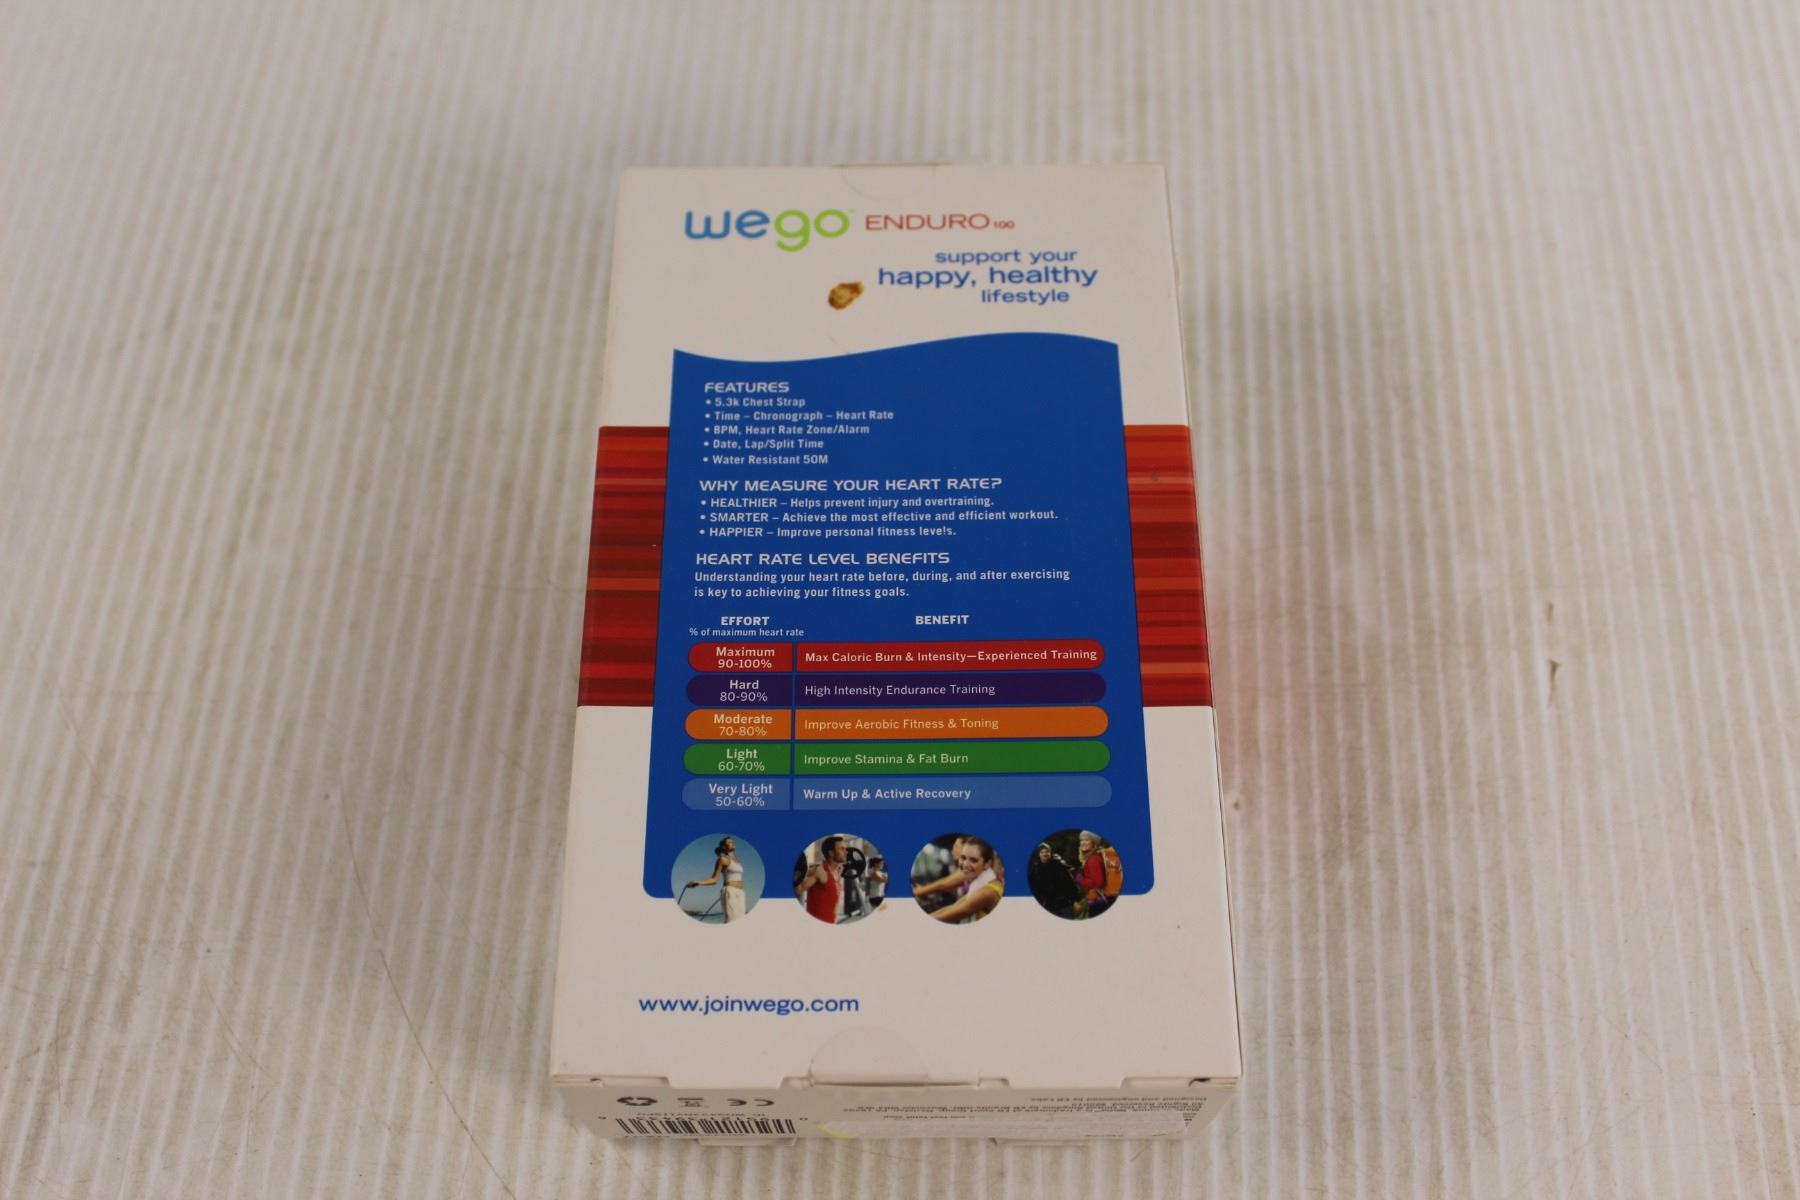 wego™ ENDURO 100
support your
happy, healthy
lifestyle
FEATURES
• 5.3k Chest Strap
• Time – Chronograph – Heart Rate
• BPM, Heart Rate Zone/Alarm
• Date, Lap/Split Time
• Water Resistant 50M
WHY MEASURE YOUR HEART RATE?
• HEALTHIER – Helps prevent injury and overtraining.
• SMARTER – Achieve the most effective and efficient workout.
• HAPPIER – Improve personal fitness levels.
HEART RATE LEVEL BENEFITS
Understanding your heart rate before, during, and after exercising
is key to achieving your fitness goals.
EFFORT BENEFIT
% of maximum heart rate
Maximum
90-100%
Max Caloric Burn & Intensity—Experienced Training
Hard
80-90%
High Intensity Endurance Training
Moderate
70-80%
Improve Aerobic Fitness & Toning
Light
60-70%
Improve Stamina & Fat Burn
Very Light
50-60%
Warm Up & Active Recovery
www.joinwego.com
CE